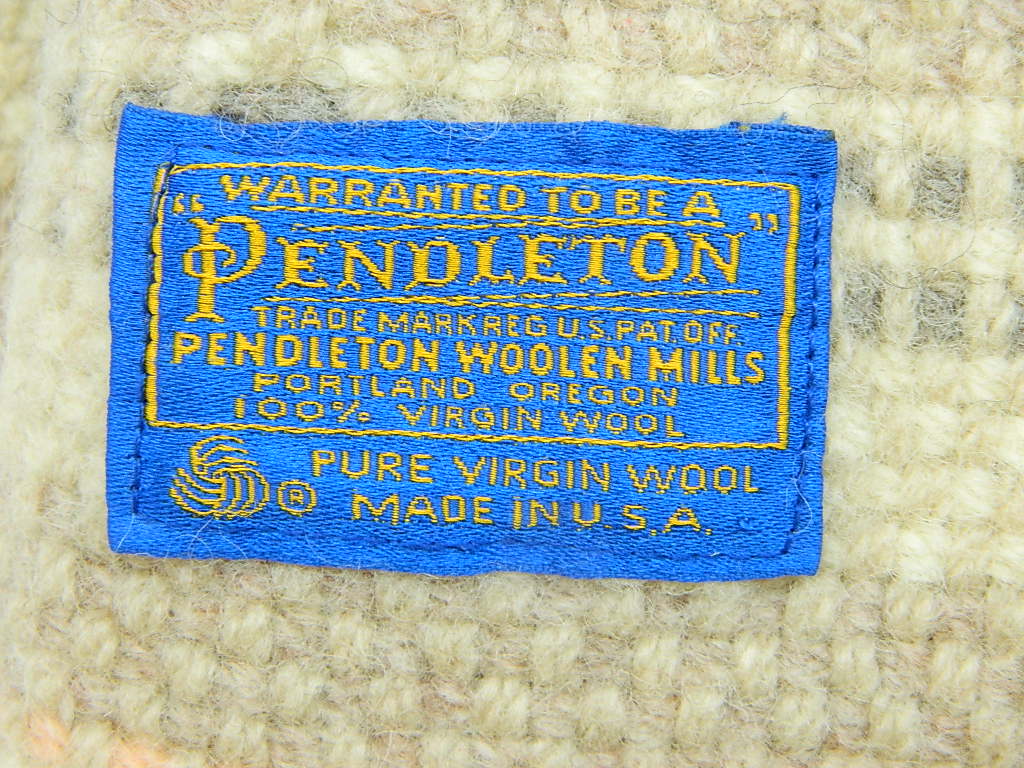 WARRANTED TO BE A
"PENDLETON"
TRADE MARK REG U.S. PAT. OFF.
PENDLETON WOOLEN MILLS
PORTLAND OREGON
100% VIRGIN WOOL
PURE VIRGIN WOOL
® MADE IN U.S.A.